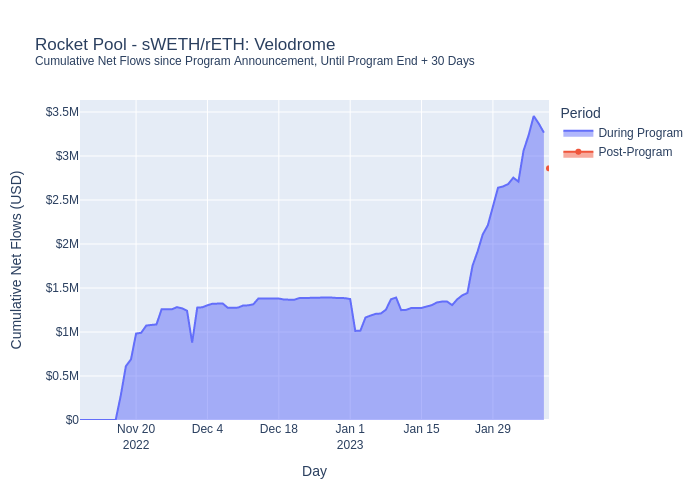 Rocket Pool - sWETH/rETH: Velodrome
Cumulative Net Flows since Program Announcement, Until Program End + 30 Days
Period
During Program
Post-Program
Cumulative Net Flows (USD)
$3.5M
$3M
$2.5M
$2M
$1.5M
$1M
$0.5M
$0
Nov 20
2022
Dec 4
Dec 18
Jan 1
2023
Jan 15
Jan 29
Day